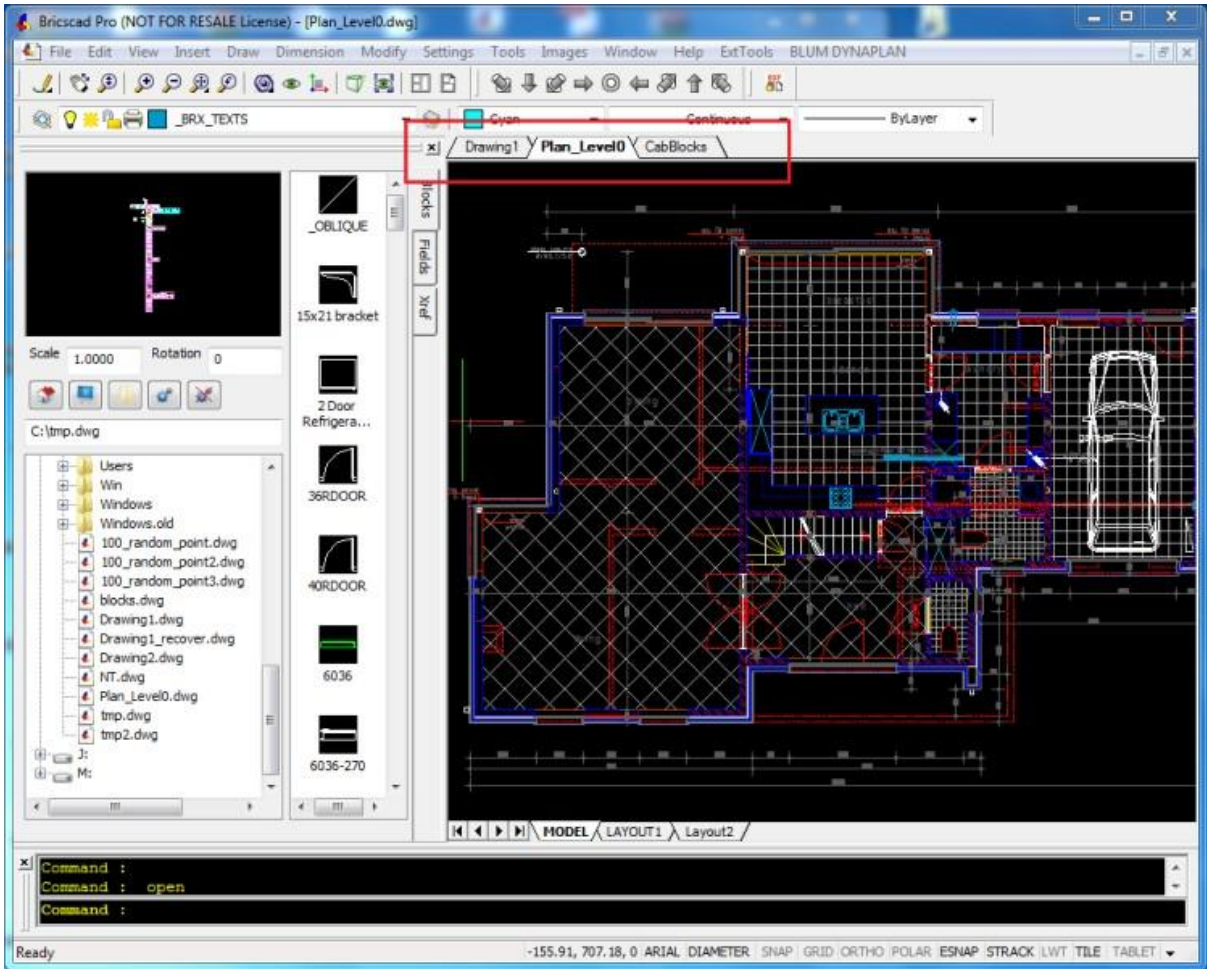 Bricscad Pro (NOT FOR RESALE License) - [Plan_Level0.dwg]
File Edit View Insert Draw Dimension Modify Settings Tools Images Window Help ExtTools BLUM DYNAPLAN
_BRX_TEXTS Cyan Continuous ByLayer
Drawing1 Plan_Level0 CabBlocks
Blocks
Fields
Xref
_OBLIQUE
15x21 bracket
2 Door
Refrigera...
36RDOOR
40RDOOR
6036
6036-270
Scale 1.0000 Rotation 0
C:\tmp.dwg
Users
Win
Windows
Windows.old
100_random_point.dwg
100_random_point2.dwg
100_random_point3.dwg
blocks.dwg
Drawing1.dwg
Drawing1_recover.dwg
Drawing2.dwg
NT.dwg
Plan_Level0.dwg
tmp.dwg
tmp2.dwg
J:
M:
MODEL LAYOUT1 Layout2
Command :
Command : open
Command :
Ready -155.91, 707.18, 0 ARIAL DIAMETER SNAP GRID ORTHO POLAR ESNAP STRACK LWT TILE TABLET